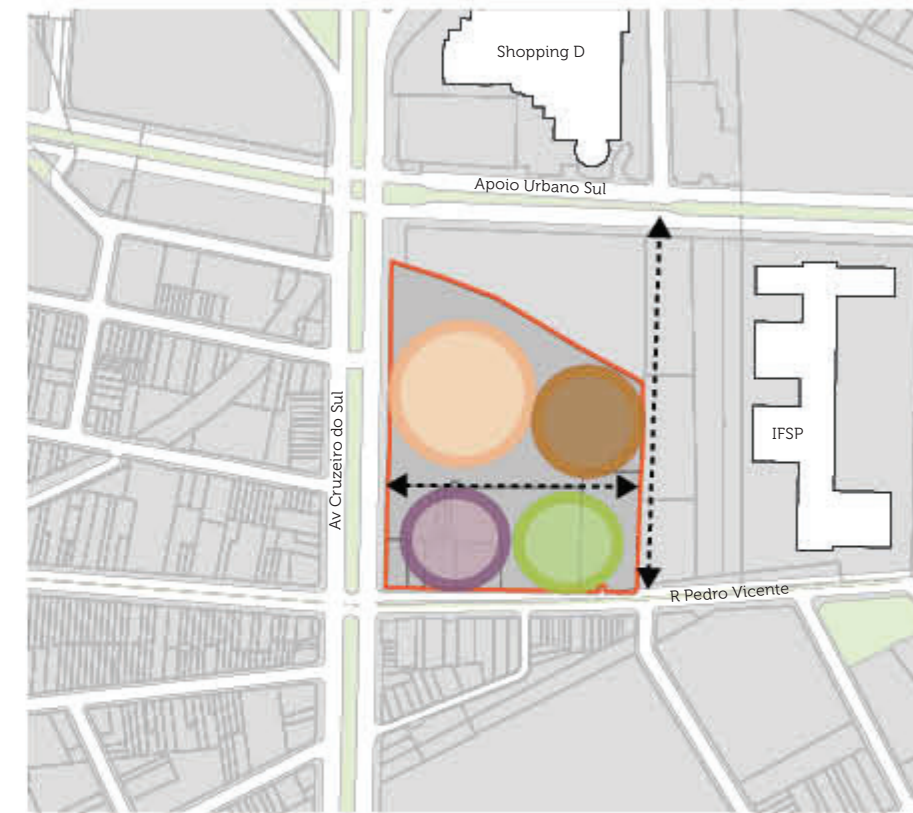 Shopping D
Apoio Urbano Sul
Av Cruzeiro do Sul
IFSP
R Pedro Vicente